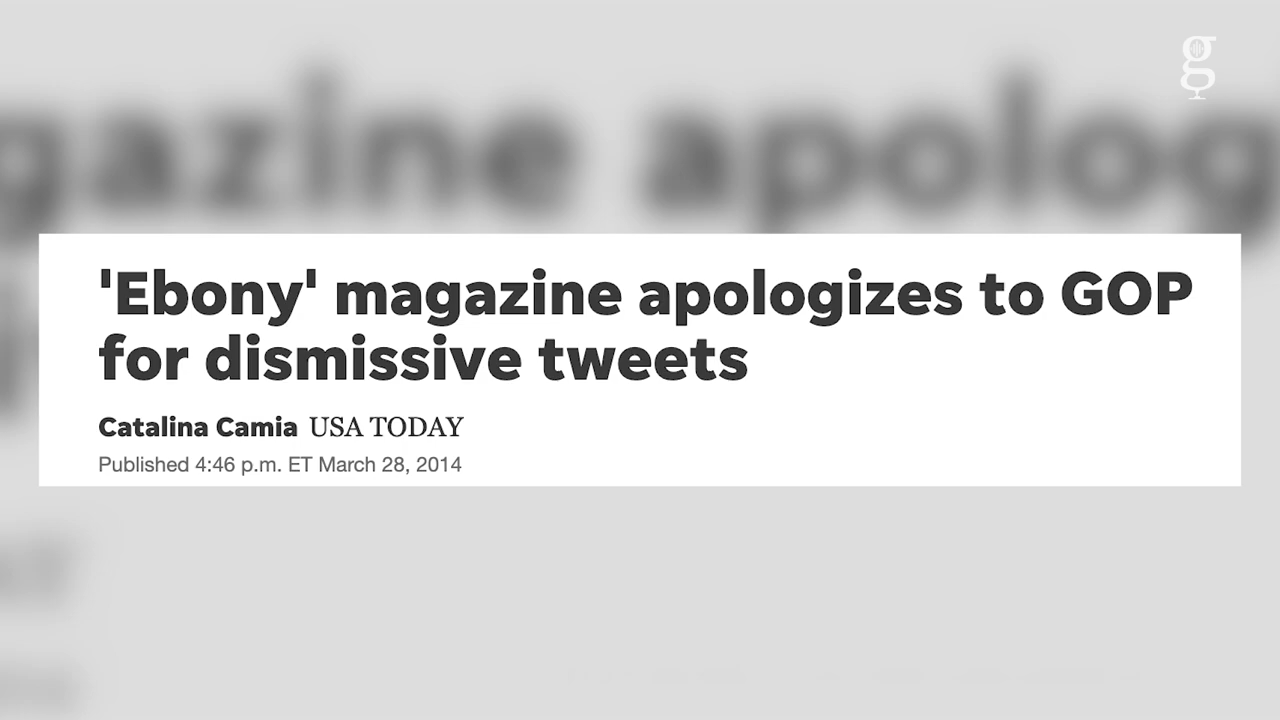 g
'Ebony' magazine apologizes to GOP
for dismissive tweets
Catalina Camia USA TODAY
Published 4:46 p.m. ET March 28, 2014